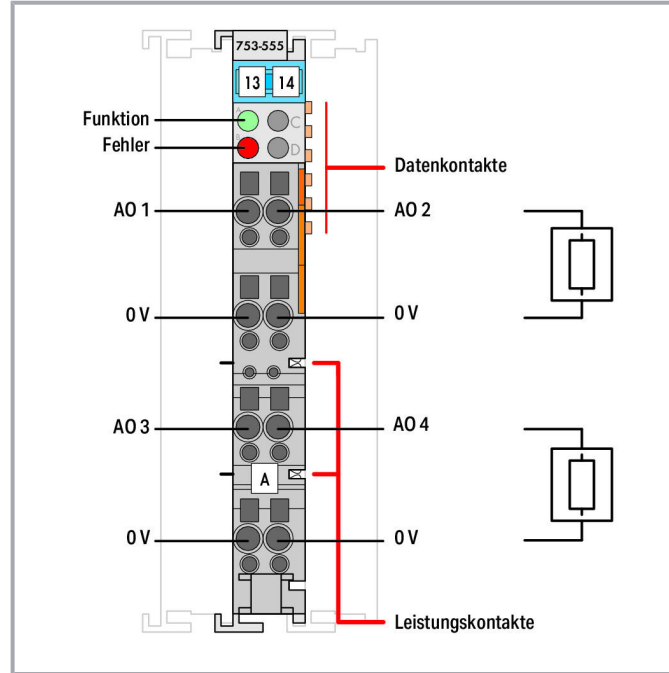 753-555
13 14
A C
Funktion
Fehler
D
Datenkontakte
AO 1
AO 2
0 V
0 V
AO 3
AO 4
A
0 V
0 V
Leistungskontakte